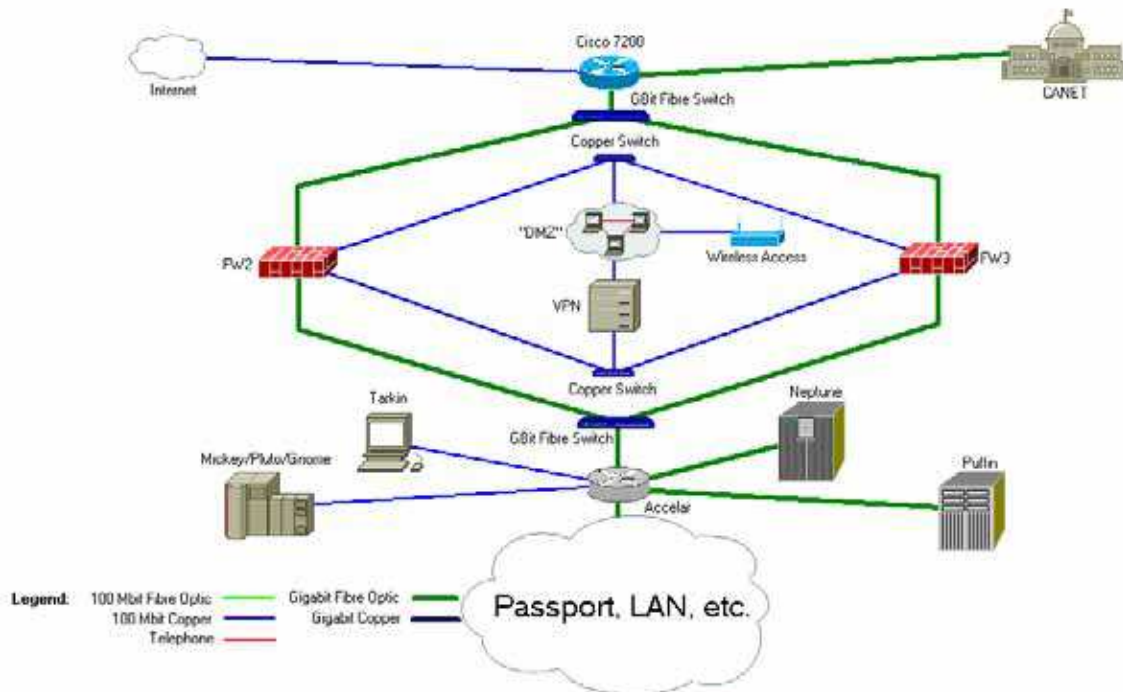 Cisco 7200
Internet
CANET
GBit Fibre Switch
Copper Switch
"DMZ"
Wireless Access
FW2
FW3
VPN
Copper Switch
Tarkin
Neptune
GBit Fibre Switch
Mickey/Pluto/Gnome
Puffin
Accelar
Passport, LAN, etc.
Legend:
100 Mbit Fibre Optic
Gigabit Fibre Optic
100 Mbit Copper
Gigabit Copper
Telephone